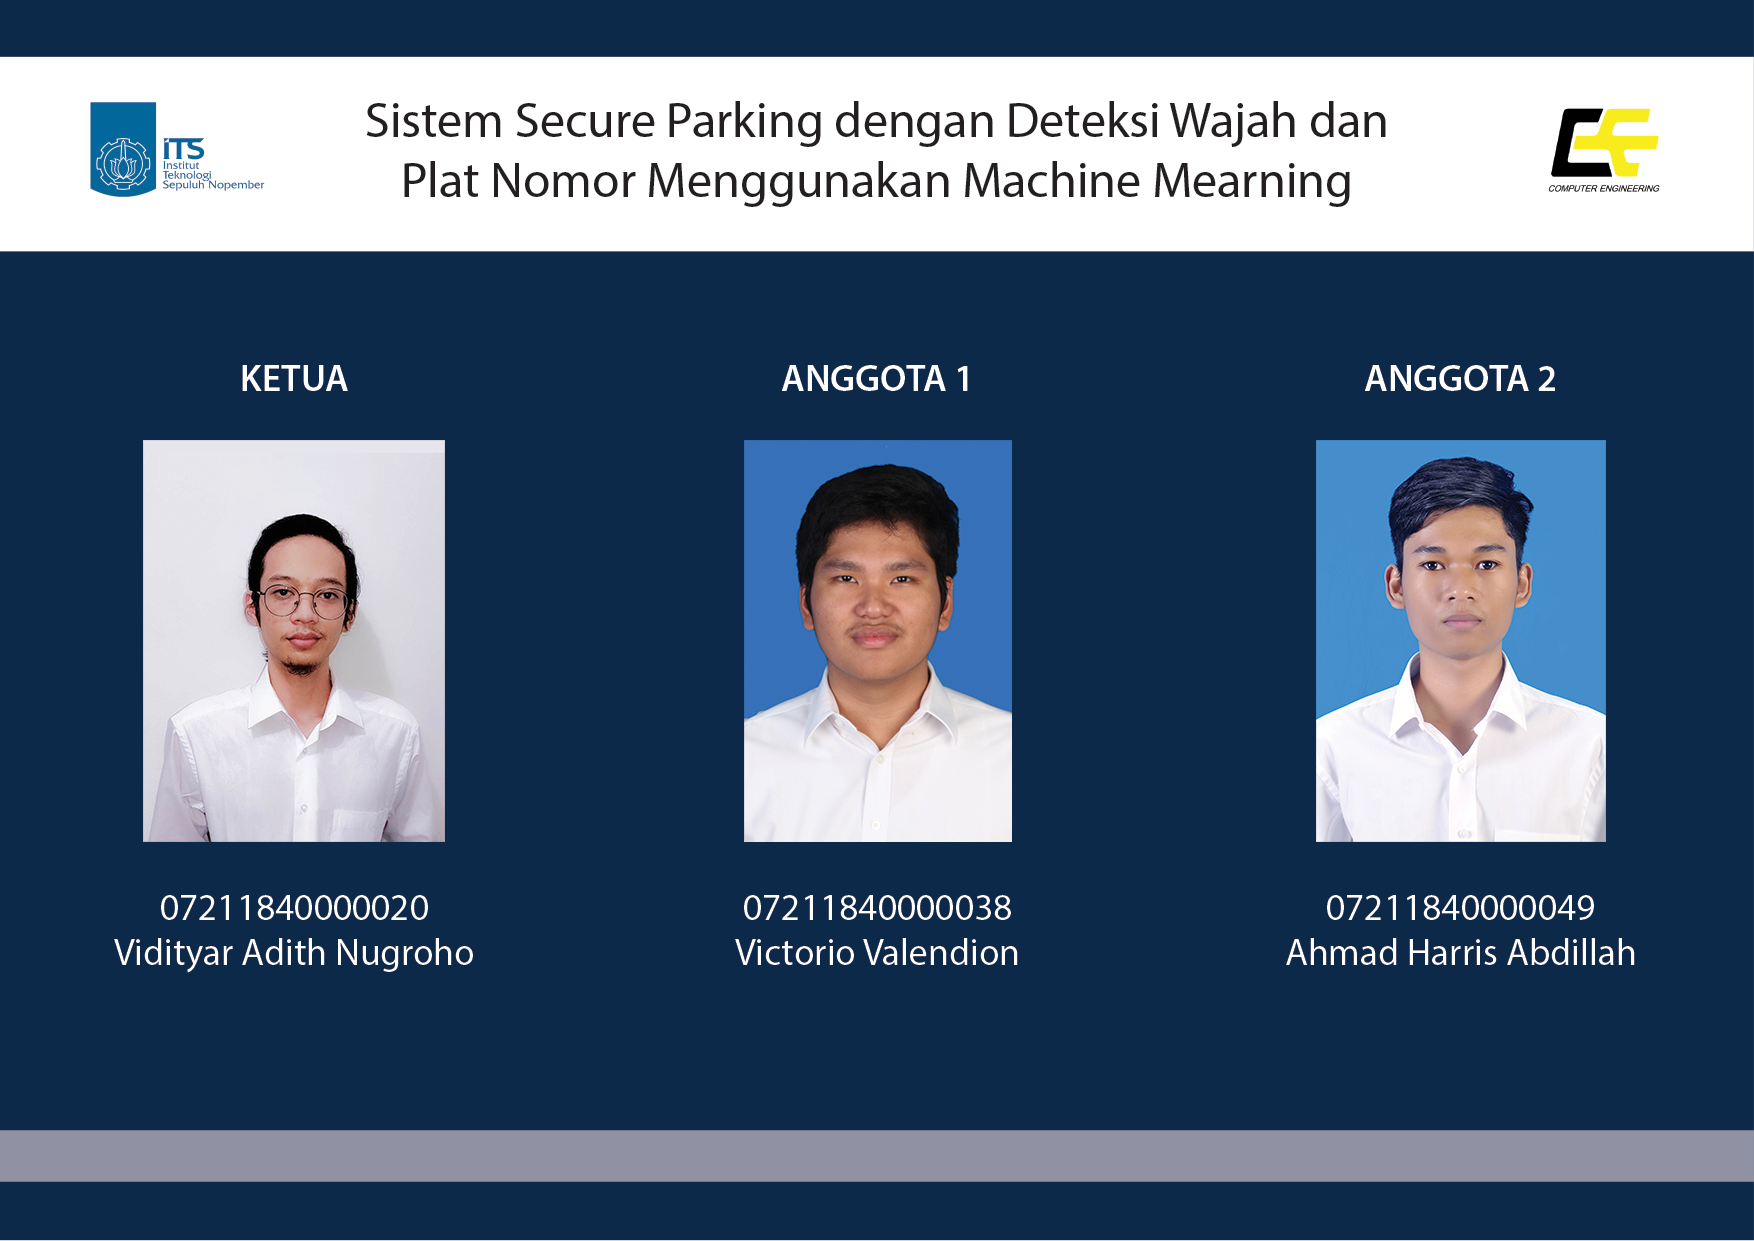 iTS
Institut
Teknologi
Sepuluh Nopember
Sistem Secure Parking dengan Deteksi Wajah dan
Plat Nomor Menggunakan Machine Mearning
COMPUTER ENGINEERING
KETUA
ANGGOTA 1
ANGGOTA 2
07211840000020
Vidityar Adith Nugroho
07211840000038
Victorio Valendion
07211840000049
Ahmad Harris Abdillah